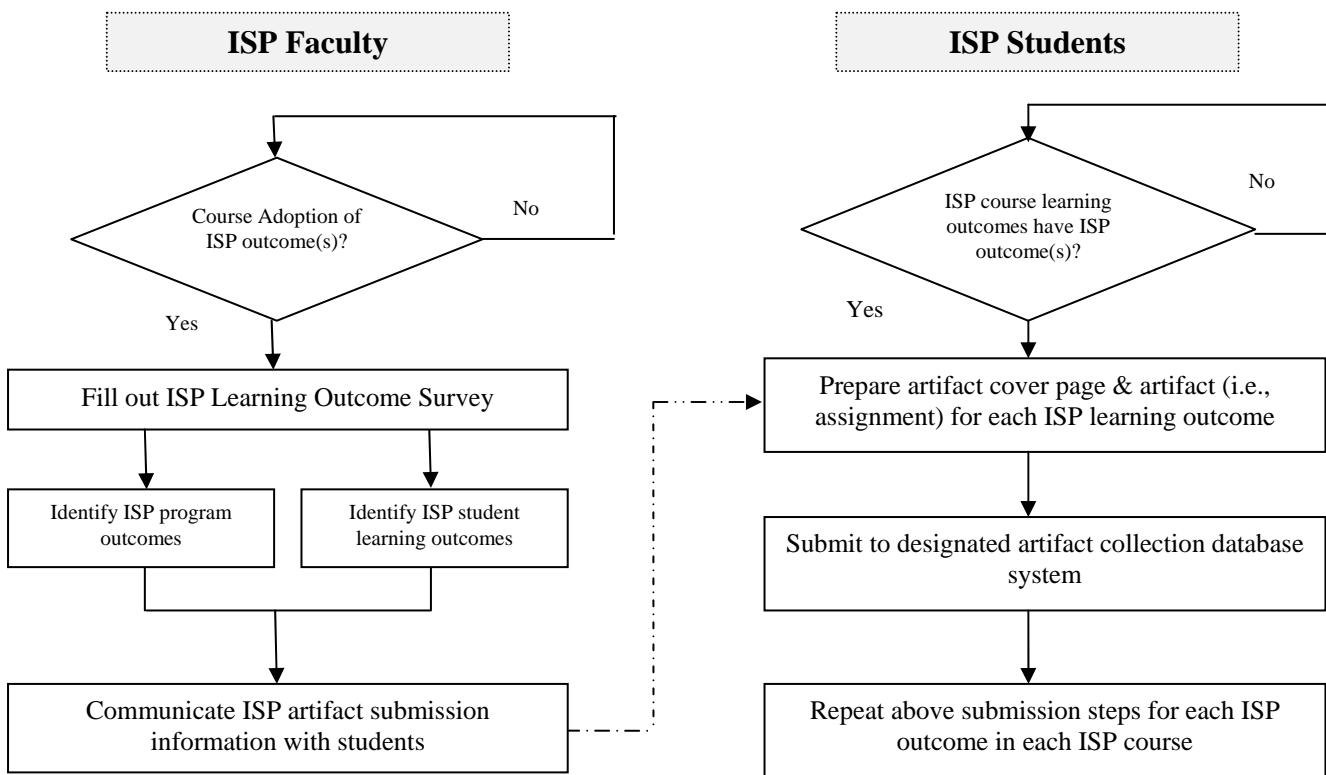 ISP Faculty
Course Adoption of
ISP outcome(s)?
No
Yes
Fill out ISP Learning Outcome Survey
Identify ISP program
outcomes
Identify ISP student
learning outcomes
Communicate ISP artifact submission
information with students
ISP Students
ISP course learning
outcomes have ISP
outcome(s)?
No
Yes
Prepare artifact cover page & artifact (i.e.,
assignment) for each ISP learning outcome
Submit to designated artifact collection database
system
Repeat above submission steps for each ISP
outcome in each ISP course